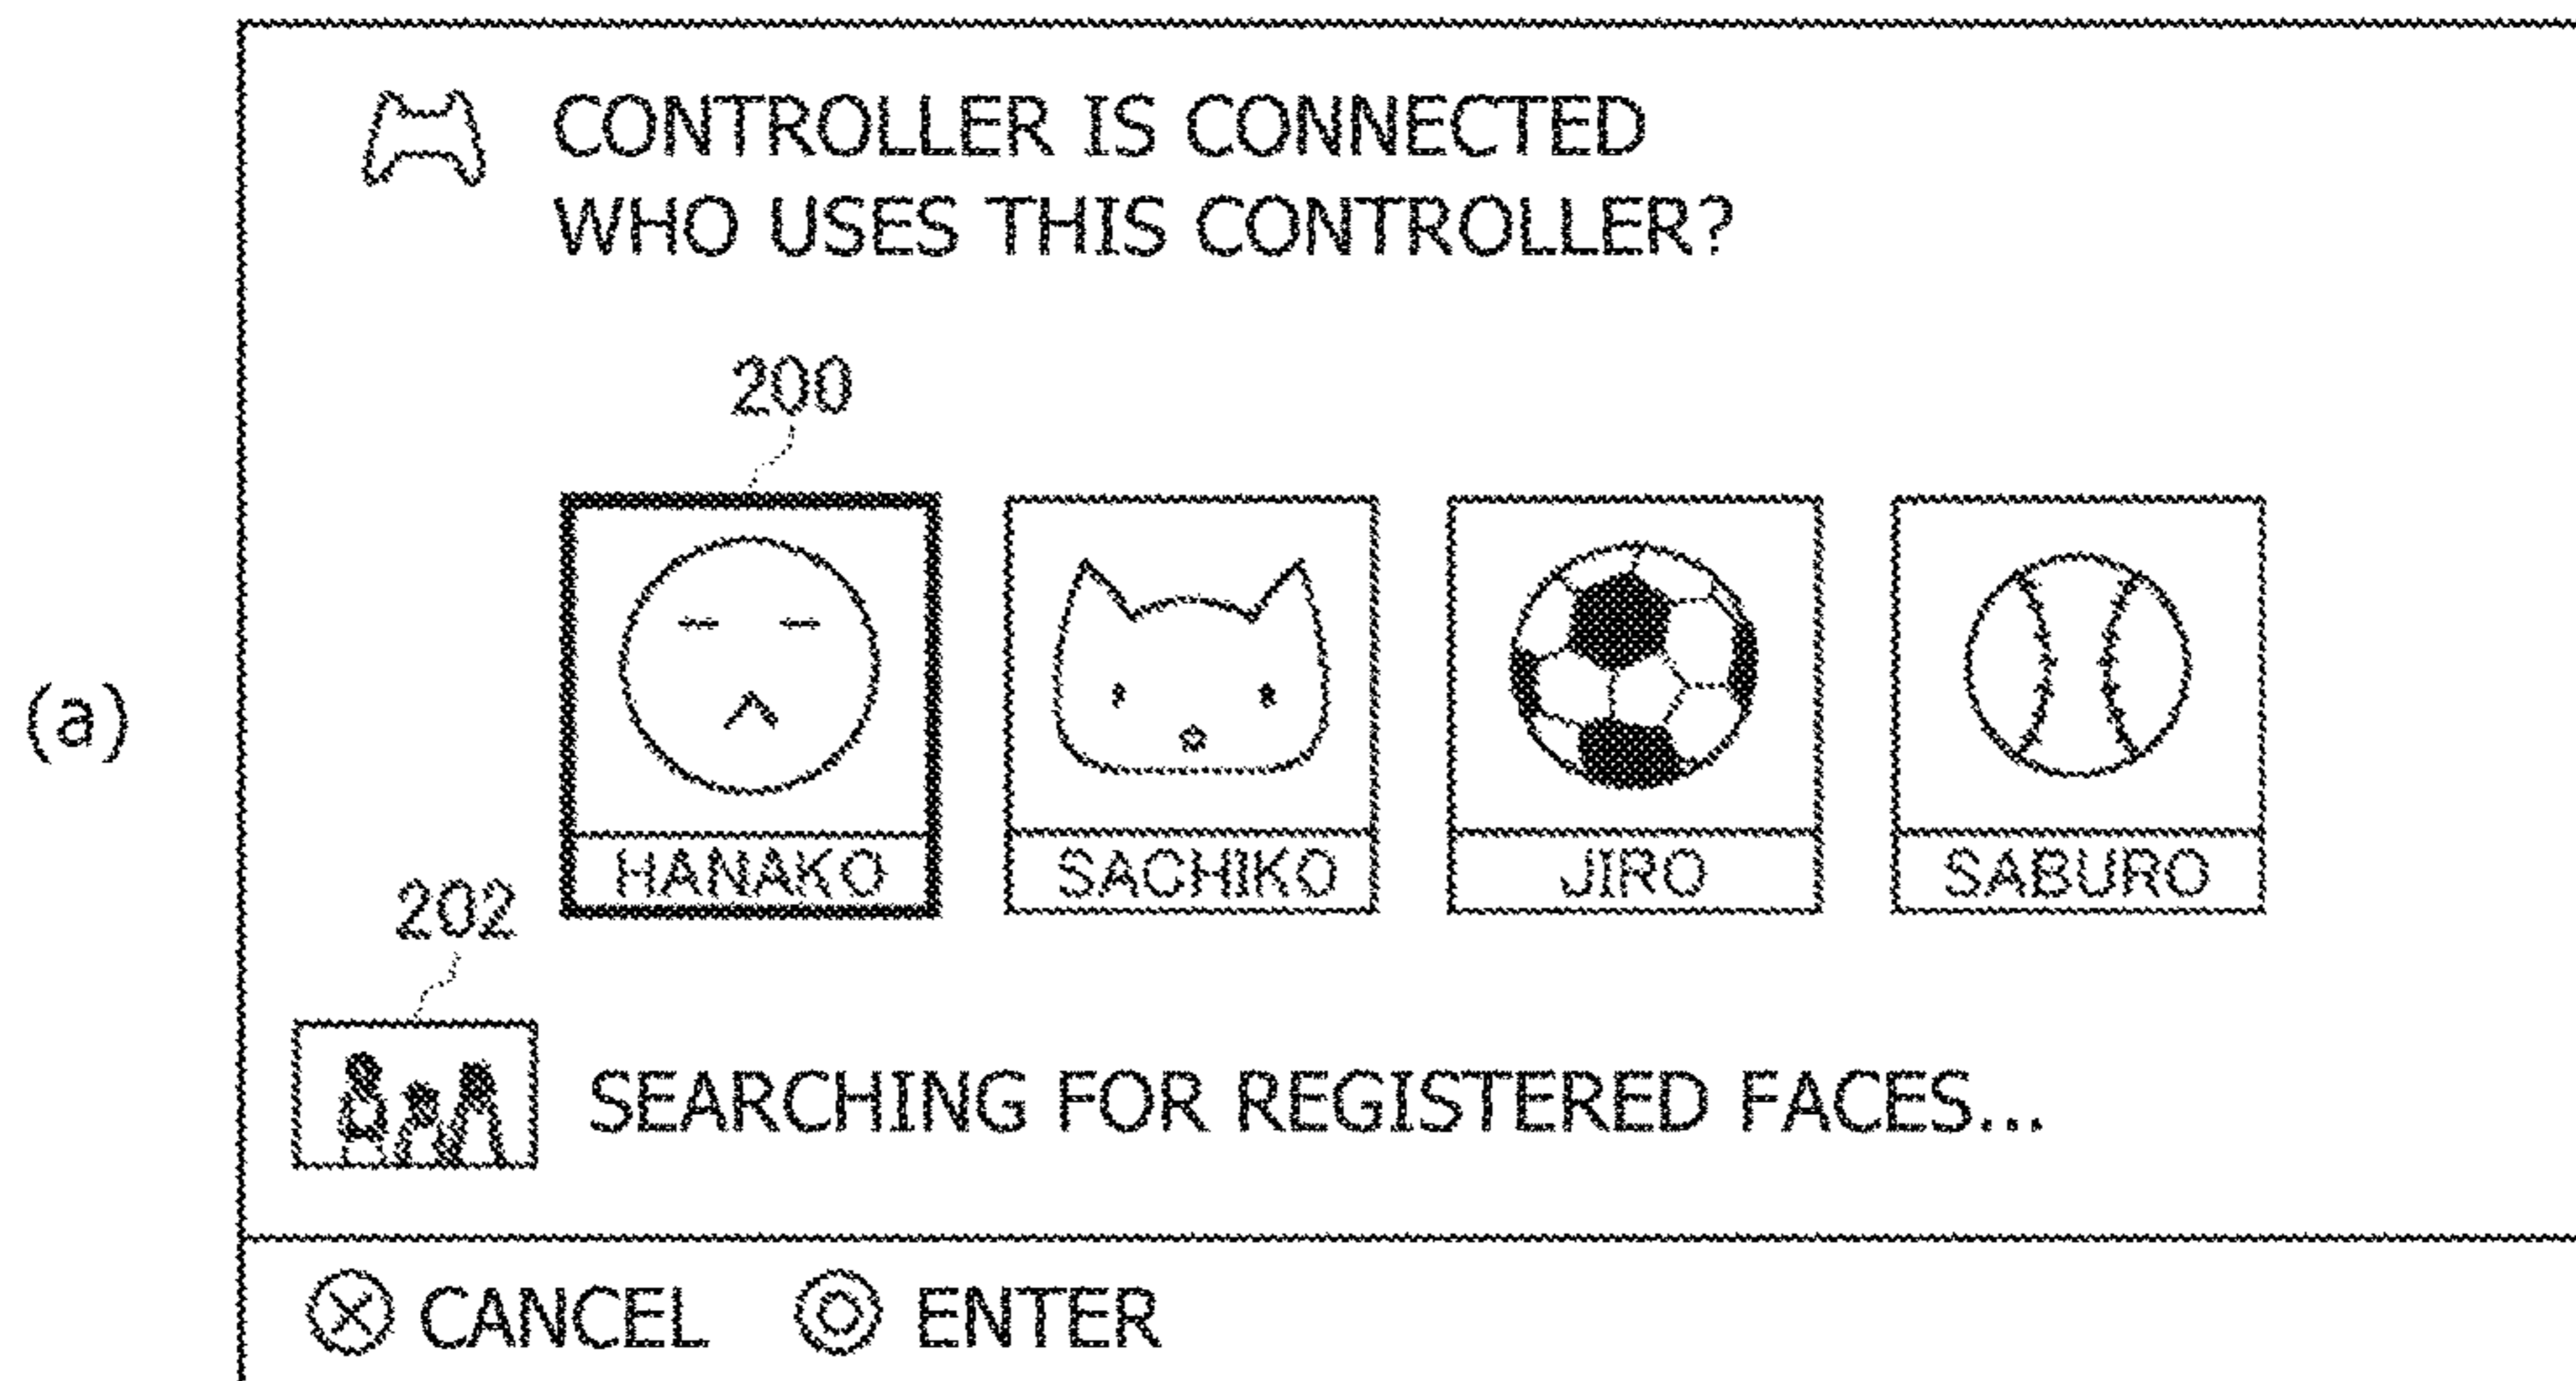 CONTROLLER IS CONNECTED
WHO USES THIS CONTROLLER?
200
(a)
HANAKO SACHIKO JIRO SABURO
202
SEARCHING FOR REGISTERED FACES...
CANCEL ENTER